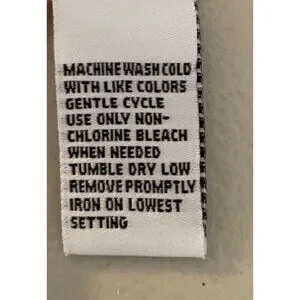 MACHINE WASH COLD
WITH LIKE COLORS
GENTLE CYCLE
USE ONLY NON-
CHLORINE BLEACH
WHEN NEEDED
TUMBLE DRY LOW
REMOVE PROMPTLY
IRON ON LOWEST
SETTING